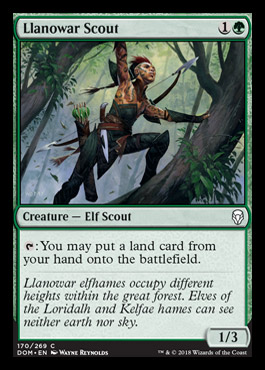 Llanowar Scout 1
Creature — Elf Scout
:You may put a land card from
your hand onto the battlefield.
Llanowar elfhames occupy different
heights within the great forest. Elves of
the Loridalh and Kelfae hames can see
neither earth nor sky.
1/3
170/269 C
DOM • EN Wayne Reynolds
™ & © 2018 Wizards of the Coast